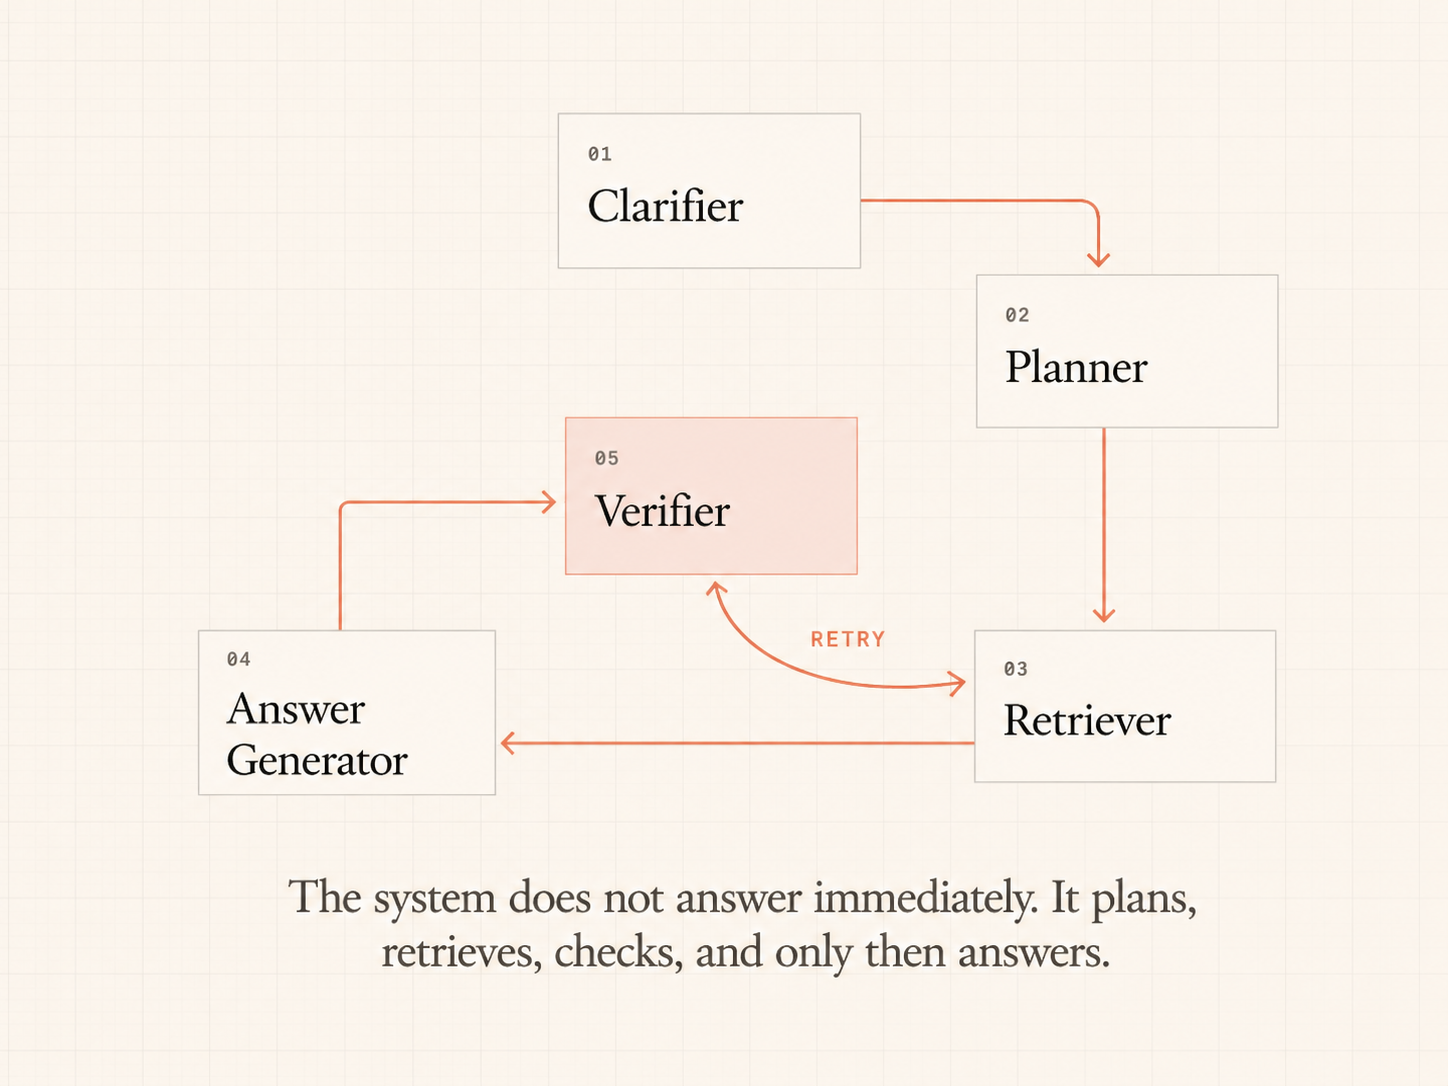 01
Clarifier
02
Planner
05
Verifier
RETRY
04
Answer
Generator
03
Retriever
The system does not answer immediately. It plans,
retrieves, checks, and only then answers.